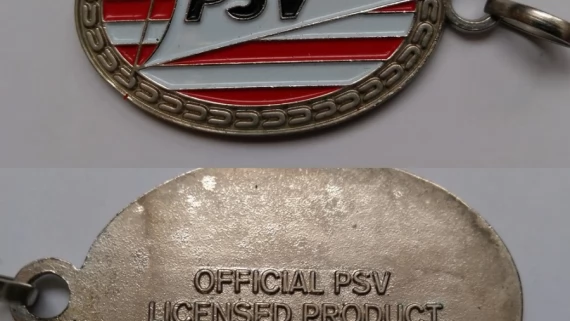 PSV
OFFICIAL PSV
LICENSED PRODUCT